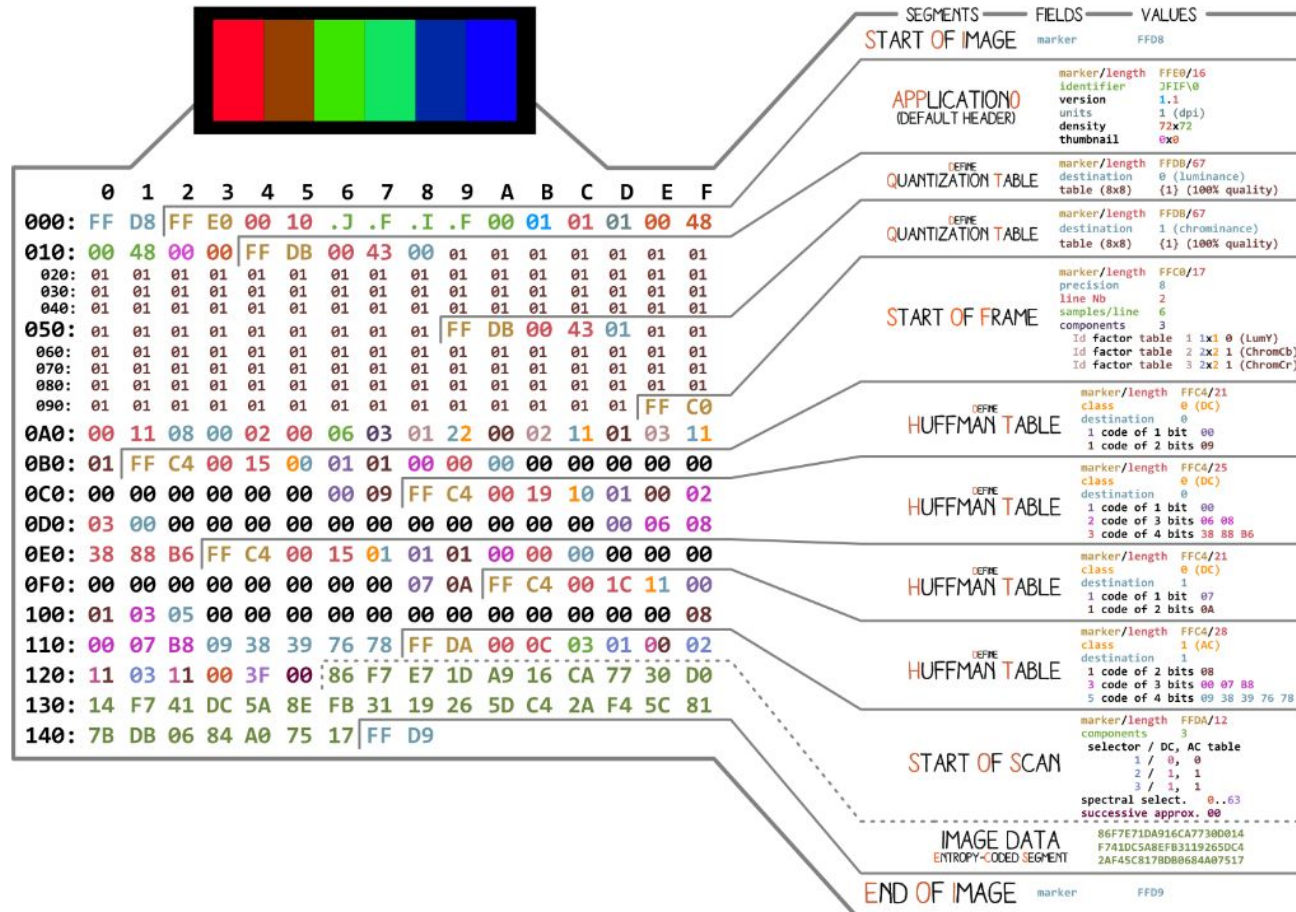 0 1 2 3 4 5 6 7 8 9 A B C D E F
000: FF D8 FF E0 00 10 .J .F .I .F 00 01 01 01 00 48
010: 00 48 00 00 FF DB 00 43 00 01 01 01 01 01 01 01
020: 01 01 01 01 01 01 01 01 01 01 01 01 01 01 01 01
030: 01 01 01 01 01 01 01 01 01 01 01 01 01 01 01 01
040: 01 01 01 01 01 01 01 01 01 01 01 01 01 01 01 01
050: 01 01 01 01 01 01 01 01 01 FF DB 00 43 01 01 01
060: 01 01 01 01 01 01 01 01 01 01 01 01 01 01 01 01
070: 01 01 01 01 01 01 01 01 01 01 01 01 01 01 01 01
080: 01 01 01 01 01 01 01 01 01 01 01 01 01 01 01 01
090: 01 01 01 01 01 01 01 01 01 01 01 01 01 01 FF C0
0A0: 00 11 08 00 02 00 06 03 01 22 00 02 11 01 03 11
0B0: 01 FF C4 00 15 00 01 01 00 00 00 00 00 00 00 00
0C0: 00 00 00 00 00 00 00 09 FF C4 00 19 10 01 00 02
0D0: 03 00 00 00 00 00 00 00 00 00 00 00 00 00 06 08
0E0: 38 88 B6 FF C4 00 15 01 01 01 00 00 00 00 00 00
0F0: 00 00 00 00 00 00 00 00 07 0A FF C4 00 1C 11 00
100: 01 03 05 00 00 00 00 00 00 00 00 00 00 00 00 08
110: 00 07 B8 09 38 39 76 78 FF DA 00 0C 03 01 00 02
120: 11 03 11 00 3F 00 86 F7 E7 1D A9 16 CA 77 30 D0
130: 14 F7 41 DC 5A 8E FB 31 19 26 5D C4 2A F4 5C 81
140: 7B DB 06 84 A0 75 17 FF D9
SEGMENTS FIELDS VALUES
START OF IMAGE marker FFD8
APPLICATION0
(DEFAULT HEADER)
marker/length FFE0/16
identifier JFIF\0
version 1.1
units 1 (dpi)
density 72x72
thumbnail 0x0
DEFINE
QUANTIZATION TABLE
marker/length FFDB/67
destination 0 (luminance)
table (8x8) {1} (100% quality)
DEFINE
QUANTIZATION TABLE
marker/length FFDB/67
destination 1 (chrominance)
table (8x8) {1} (100% quality)
START OF FRAME
marker/length FFC0/17
precision 8
line Nb 2
samples/line 6
components 3
Id factor table 1 1x1 0 (LumY)
Id factor table 2 2x2 1 (ChromCb)
Id factor table 3 2x2 1 (ChromCr)
DEFINE
HUFFMAN TABLE
marker/length FFC4/21
class 0 (DC)
destination 0
1 code of 1 bit 00
1 code of 2 bits 09
DEFINE
HUFFMAN TABLE
marker/length FFC4/25
class 0 (DC)
destination 0
1 code of 1 bit 00
2 code of 3 bits 06 08
3 code of 4 bits 38 88 B6
DEFINE
HUFFMAN TABLE
marker/length FFC4/21
class 0 (DC)
destination 1
1 code of 1 bit 07
1 code of 2 bits 0A
DEFINE
HUFFMAN TABLE
marker/length FFC4/28
class 1 (AC)
destination 1
1 code of 2 bits 08
3 code of 3 bits 00 07 B8
5 code of 4 bits 09 38 39 76 78
START OF SCAN
marker/length FFDA/12
components 3
selector / DC, AC table
1 / 0, 0
2 / 1, 1
3 / 1, 1
spectral select. 0..63
successive approx. 00
IMAGE DATA
ENTROPY-CODED SEGMENT
86F7E71DA916CA7730D014
F741DC5A8EFB3119265DC4
2AF45C817BDB0684A07517
END OF IMAGE marker FFD9